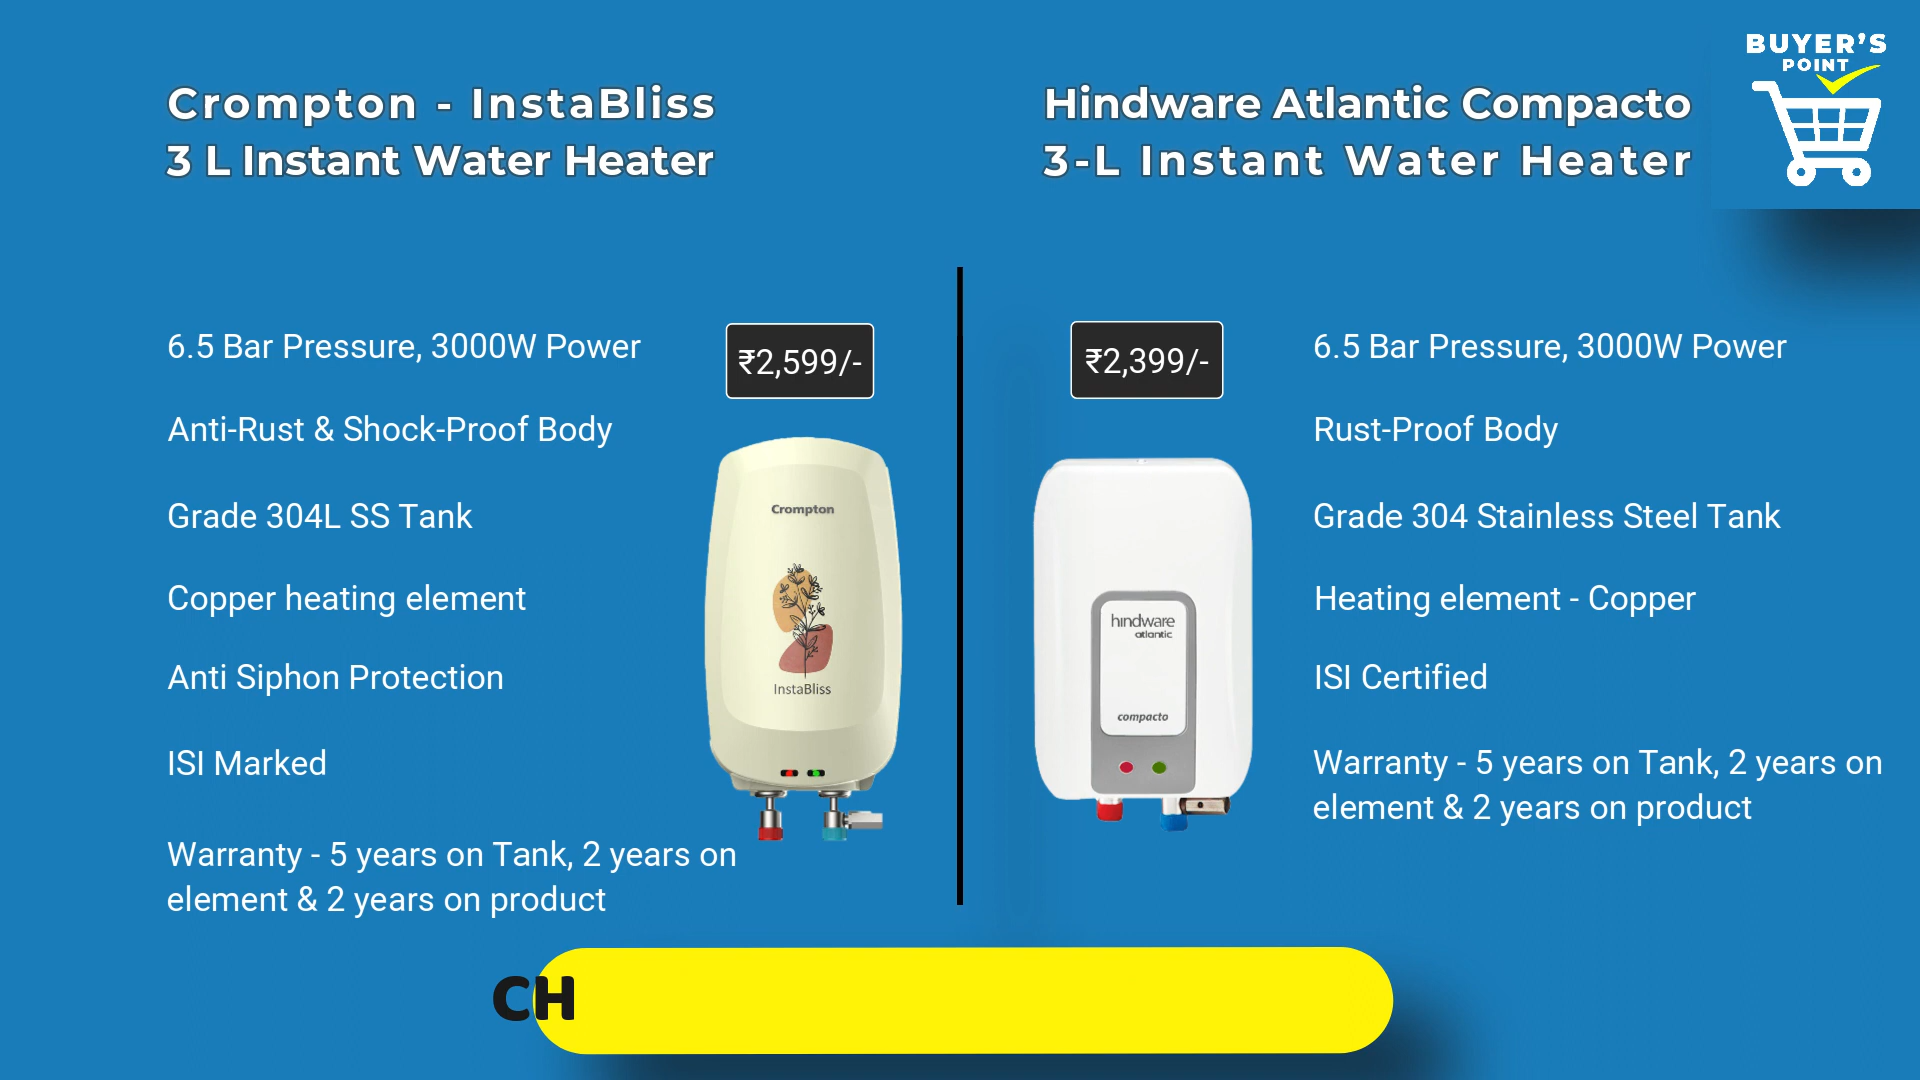 BUYER'S
POINT
Crompton - InstaBliss
3 L Instant Water Heater
Hindware Atlantic Compacto
3-L Instant Water Heater
6.5 Bar Pressure, 3000W Power
Anti-Rust & Shock-Proof Body
Grade 304L SS Tank
Copper heating element
Anti Siphon Protection
ISI Marked
Warranty - 5 years on Tank, 2 years on
element & 2 years on product
₹2,599/-
Crompton
InstaBliss
₹2,399/-
hindware
atlantic
compacto
6.5 Bar Pressure, 3000W Power
Rust-Proof Body
Grade 304 Stainless Steel Tank
Heating element - Copper
ISI Certified
Warranty - 5 years on Tank, 2 years on
element & 2 years on product
CH